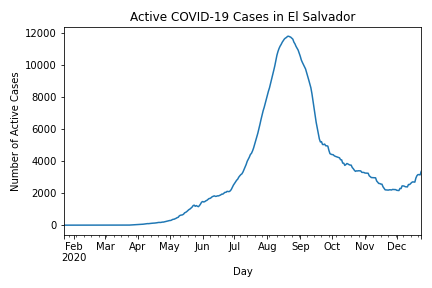 Active COVID-19 Cases in El Salvador
12000
10000
8000
6000
4000
2000
0
Number of Active Cases
Feb Mar Apr May Jun Jul Aug Sep Oct Nov Dec
2020
Day